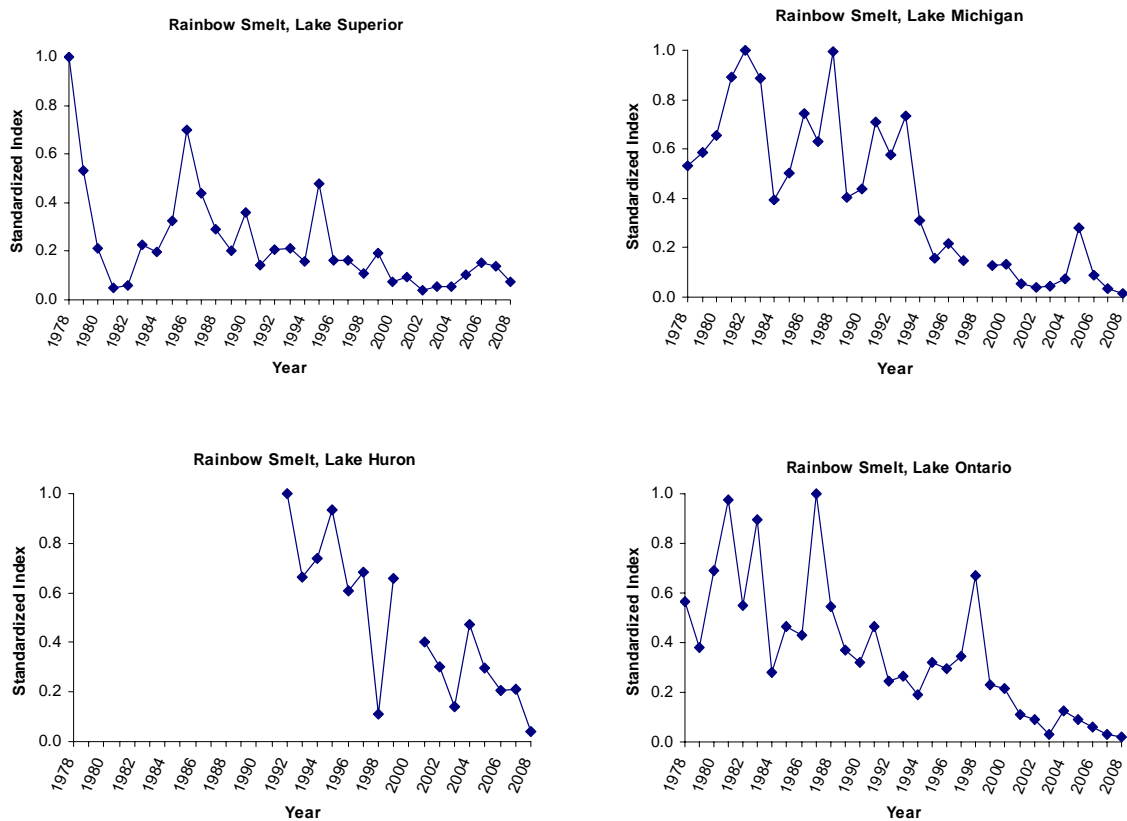 Rainbow Smelt, Lake Superior
Standardized Index
1.0
0.8
0.6
0.4
0.2
0.0
1978 1980 1982 1984 1986 1988 1990 1992 1994 1996 1998 2000 2002 2004 2006 2008
Year
Rainbow Smelt, Lake Michigan
Standardized Index
1.0
0.8
0.6
0.4
0.2
0.0
1978 1980 1982 1984 1986 1988 1990 1992 1994 1996 1998 2000 2002 2004 2006 2008
Year
Rainbow Smelt, Lake Huron
Standardized Index
1.0
0.8
0.6
0.4
0.2
0.0
1978 1980 1982 1984 1986 1988 1990 1992 1994 1996 1998 2000 2002 2004 2006 2008
Year
Rainbow Smelt, Lake Ontario
Standardized Index
1.0
0.8
0.6
0.4
0.2
0.0
1978 1980 1982 1984 1986 1988 1990 1992 1994 1996 1998 2000 2002 2004 2006 2008
Year